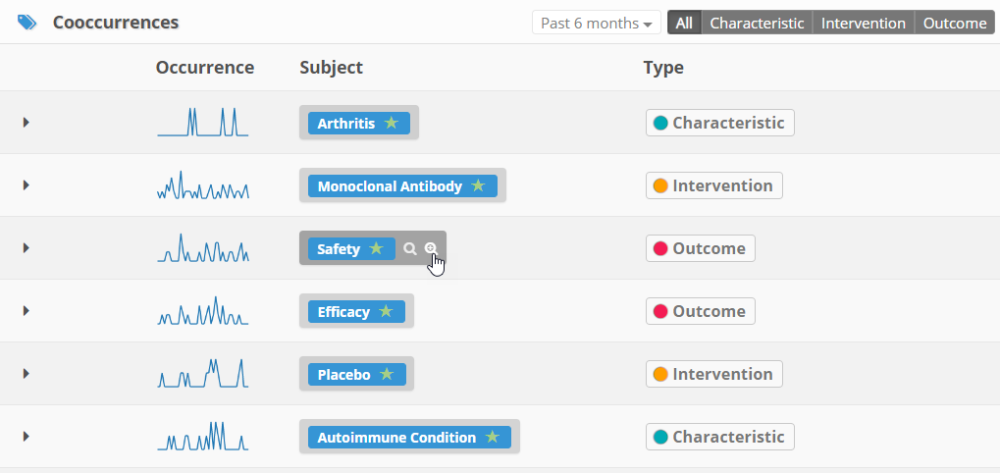 Cooccurrences Past 6 months All Characteristic Intervention Outcome
Occurrence Subject Type
Arthritis Characteristic
Monoclonal Antibody Intervention
Safety Outcome
Efficacy Outcome
Placebo Intervention
Autoimmune Condition Characteristic